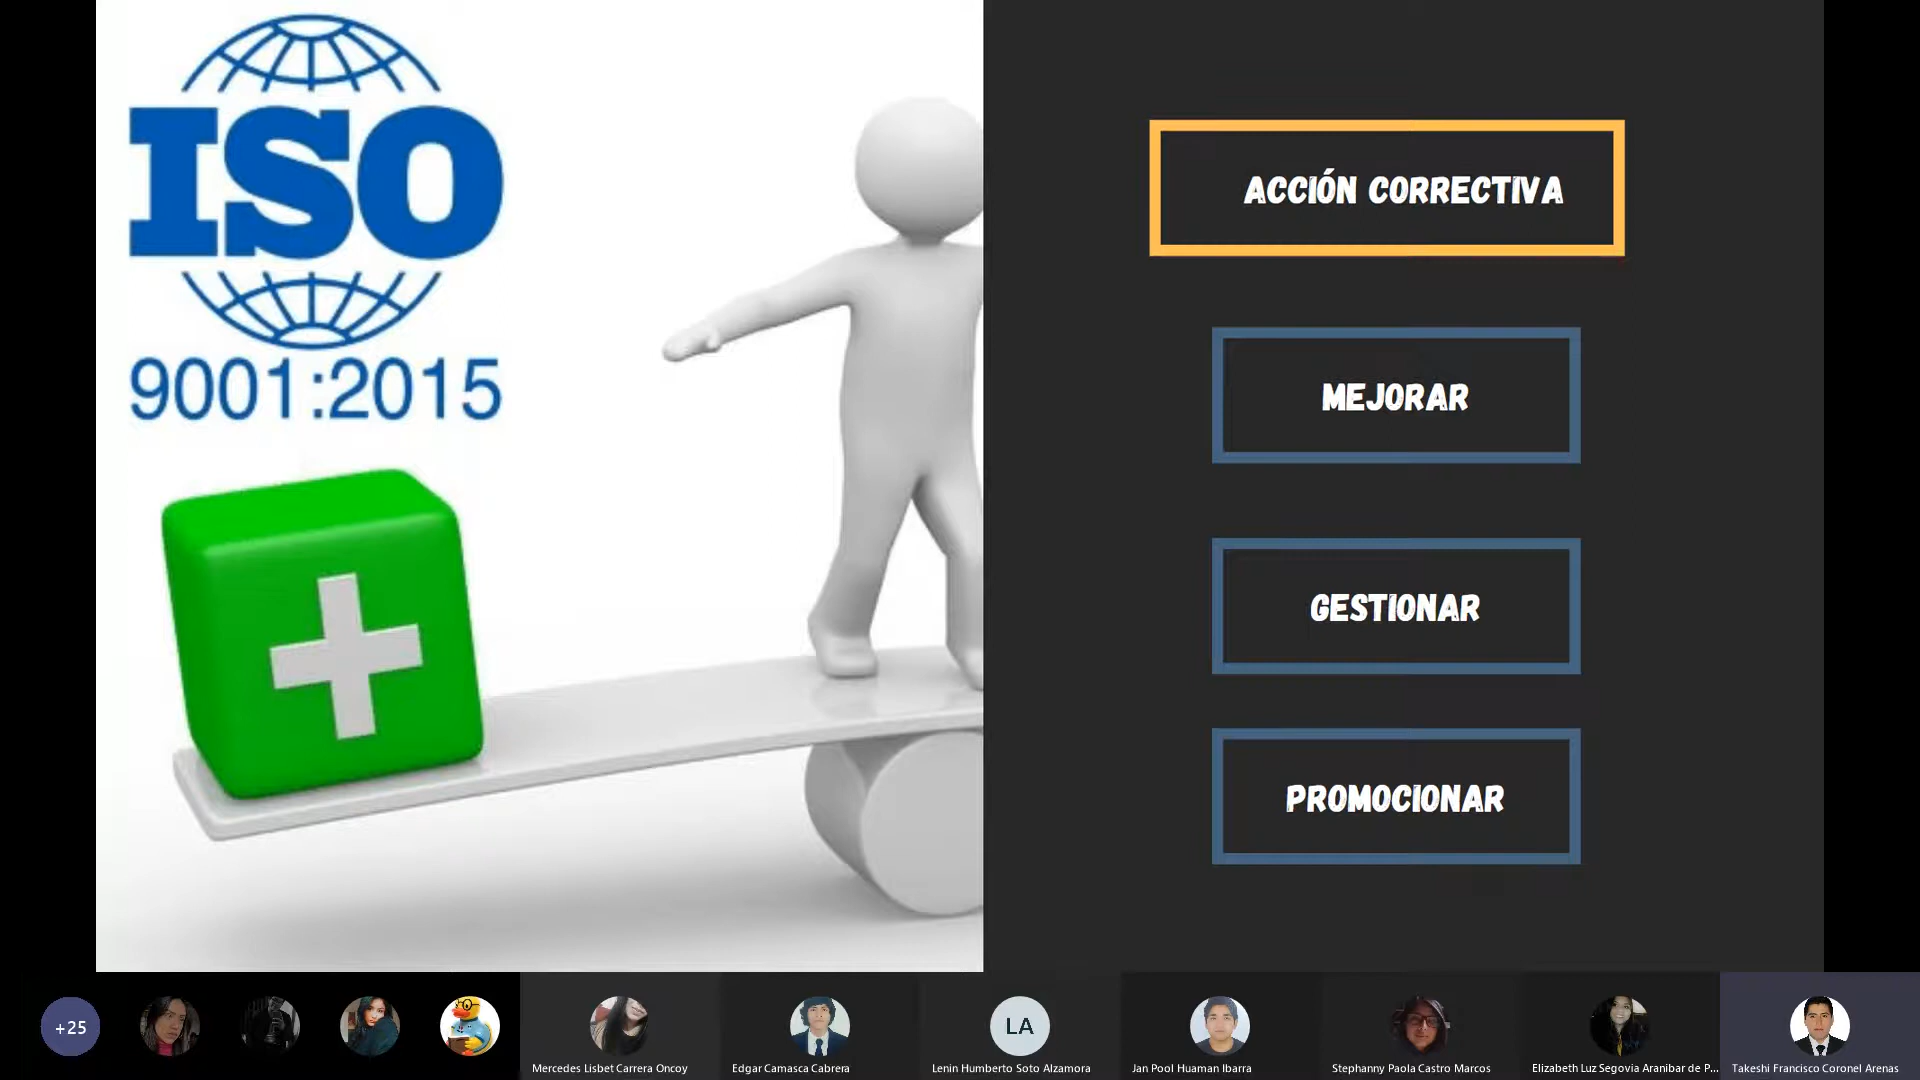 ISO
9001:2015
ACCIÓN CORRECTIVA
MEJORAR
GESTIONAR
PROMOCIONAR
+25
LA
Mercedes Lisbet Carrera Oncoy
Edgar Camasca Cabrera
Lenin Humberto Soto Alzamora
Jan Pool Huaman Ibarra
Stephanny Paola Castro Marcos
Elizabeth Luz Segovia Aranibar de P...
Takeshi Francisco Coronel Arenas